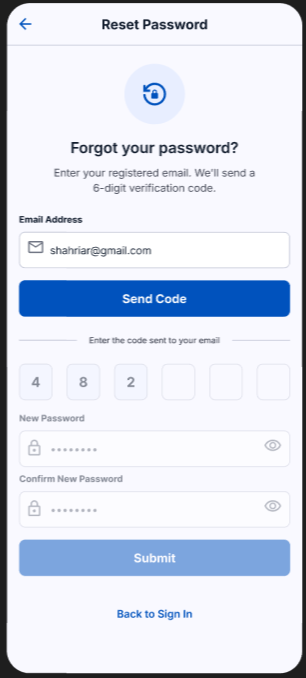 Reset Password
Forgot your password?
Enter your registered email. We'll send a
6-digit verification code.
Email Address
shahriar@gmail.com
Send Code
Enter the code sent to your email
4 8 2
New Password
••••••••
Confirm New Password
••••••••
Submit
Back to Sign In